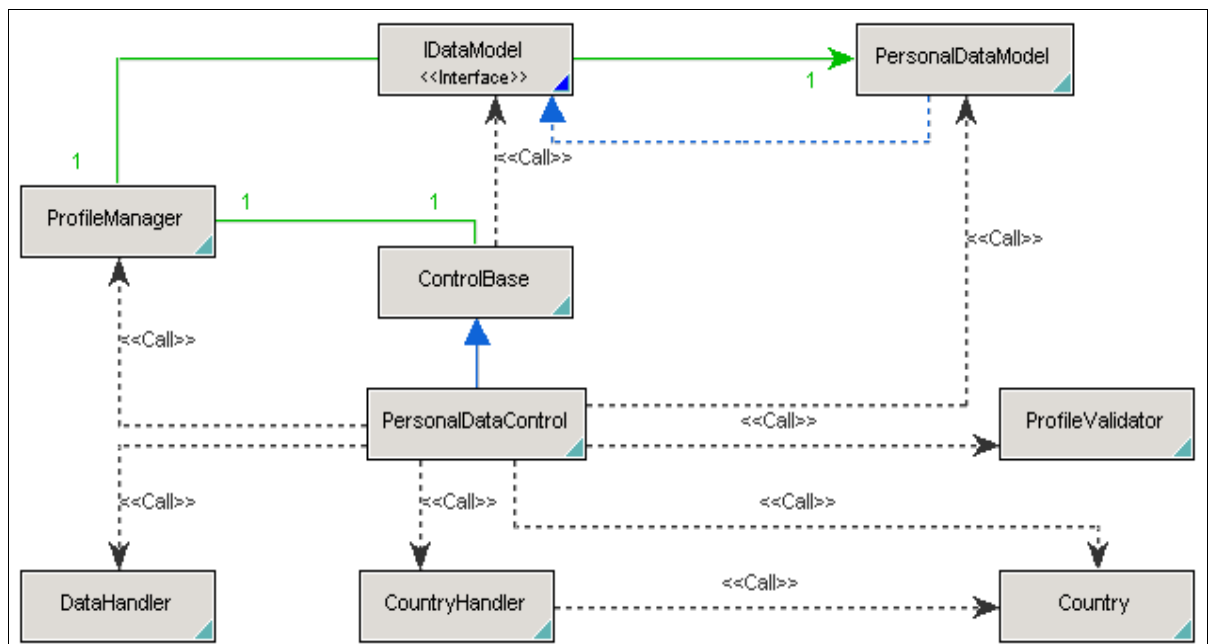 IDataModel
<<Interface>>
PersonalDataModel
1
<<Call>>
1
ProfileManager
1
1
<<Call>>
ControlBase
<<Call>>
PersonalDataControl
<<Call>>
ProfileValidator
<<Call>>
<<Call>>
<<Call>>
DataHandler
CountryHandler
<<Call>>
Country